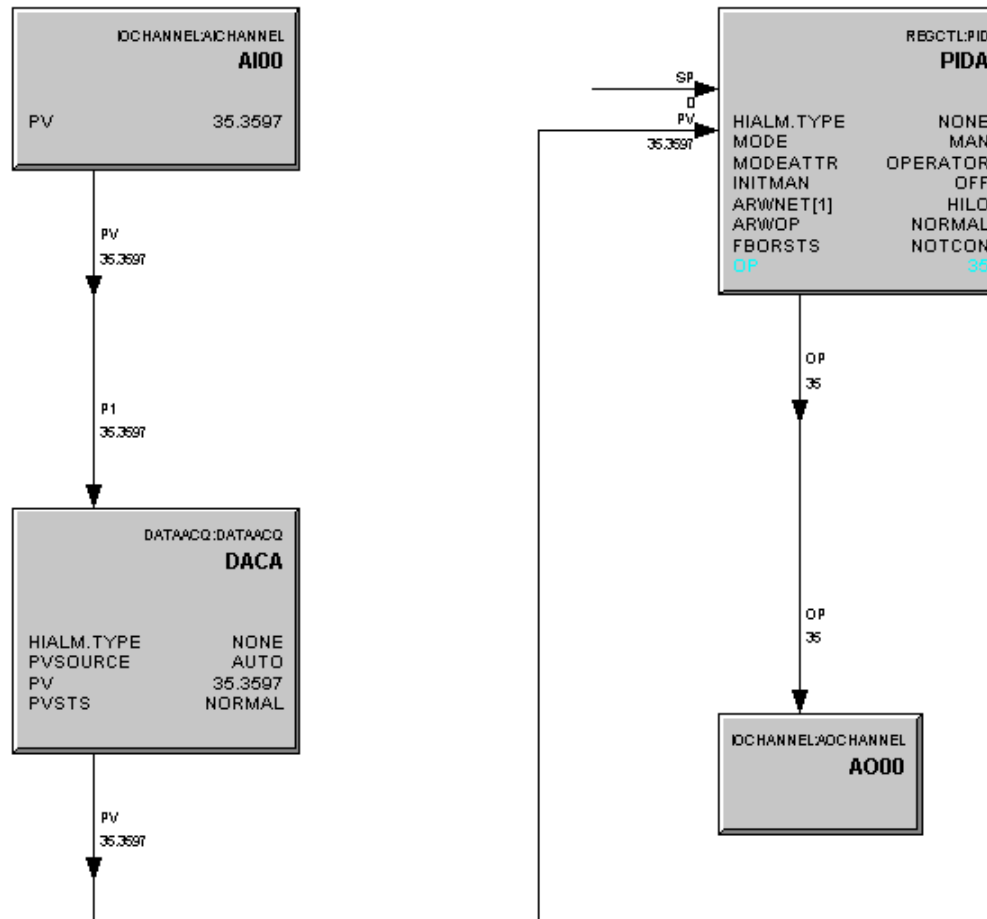 IOCHANNEL:AICHANNEL
AI00
PV 35.3597
PV
35.3597
P1
35.3597
DATAACQ:DATAACQ
DACA
HIALM.TYPE NONE
PVSOURCE AUTO
PV 35.3597
PVSTS NORMAL
PV
35.3597
REGCTL:PID
PIDA
SP
0
PV
35.3597
HIALM.TYPE NONE
MODE MAN
MODEATTR OPERATOR
INITMAN OFF
ARWNET[1] HILO
ARWOP NORMAL
FBORSTS NOTCON
OP 35
OP
35
OP
35
IOCHANNEL:AOCHANNEL
AO00